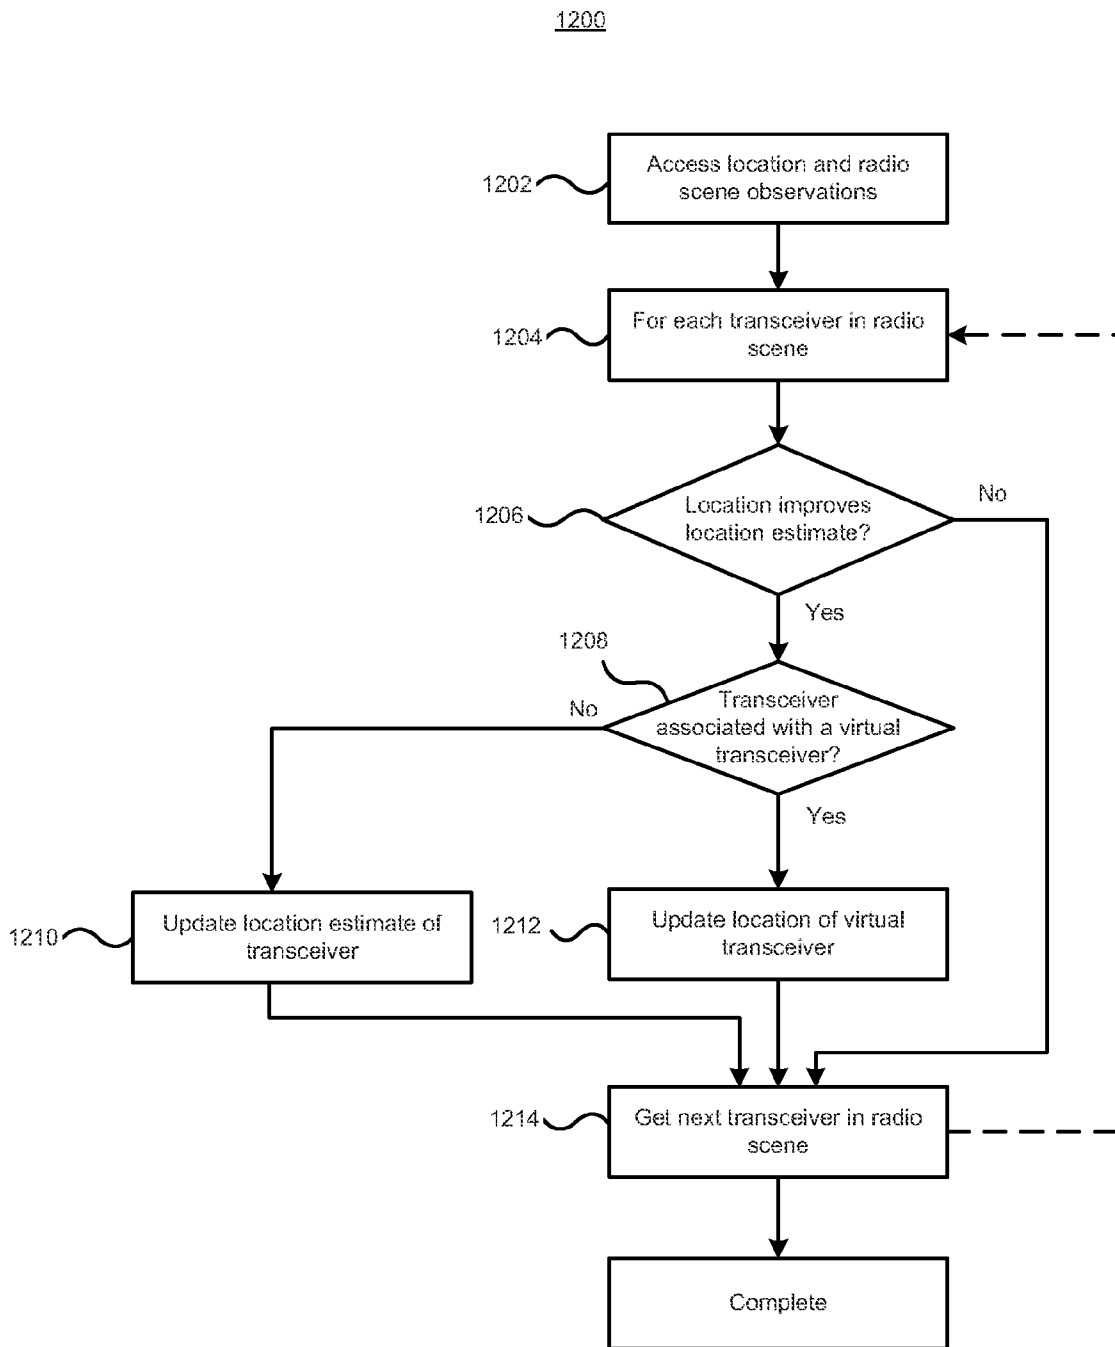 1200
Access location and radio
scene observations
1202
For each transceiver in radio
scene
1204
No
Location improves
location estimate?
1206
Yes
1208
Transceiver
associated with a virtual
transceiver?
No
Yes
Update location estimate of
transceiver
1210
1212
Update location of virtual
transceiver
1214
Get next transceiver in radio
scene
Complete